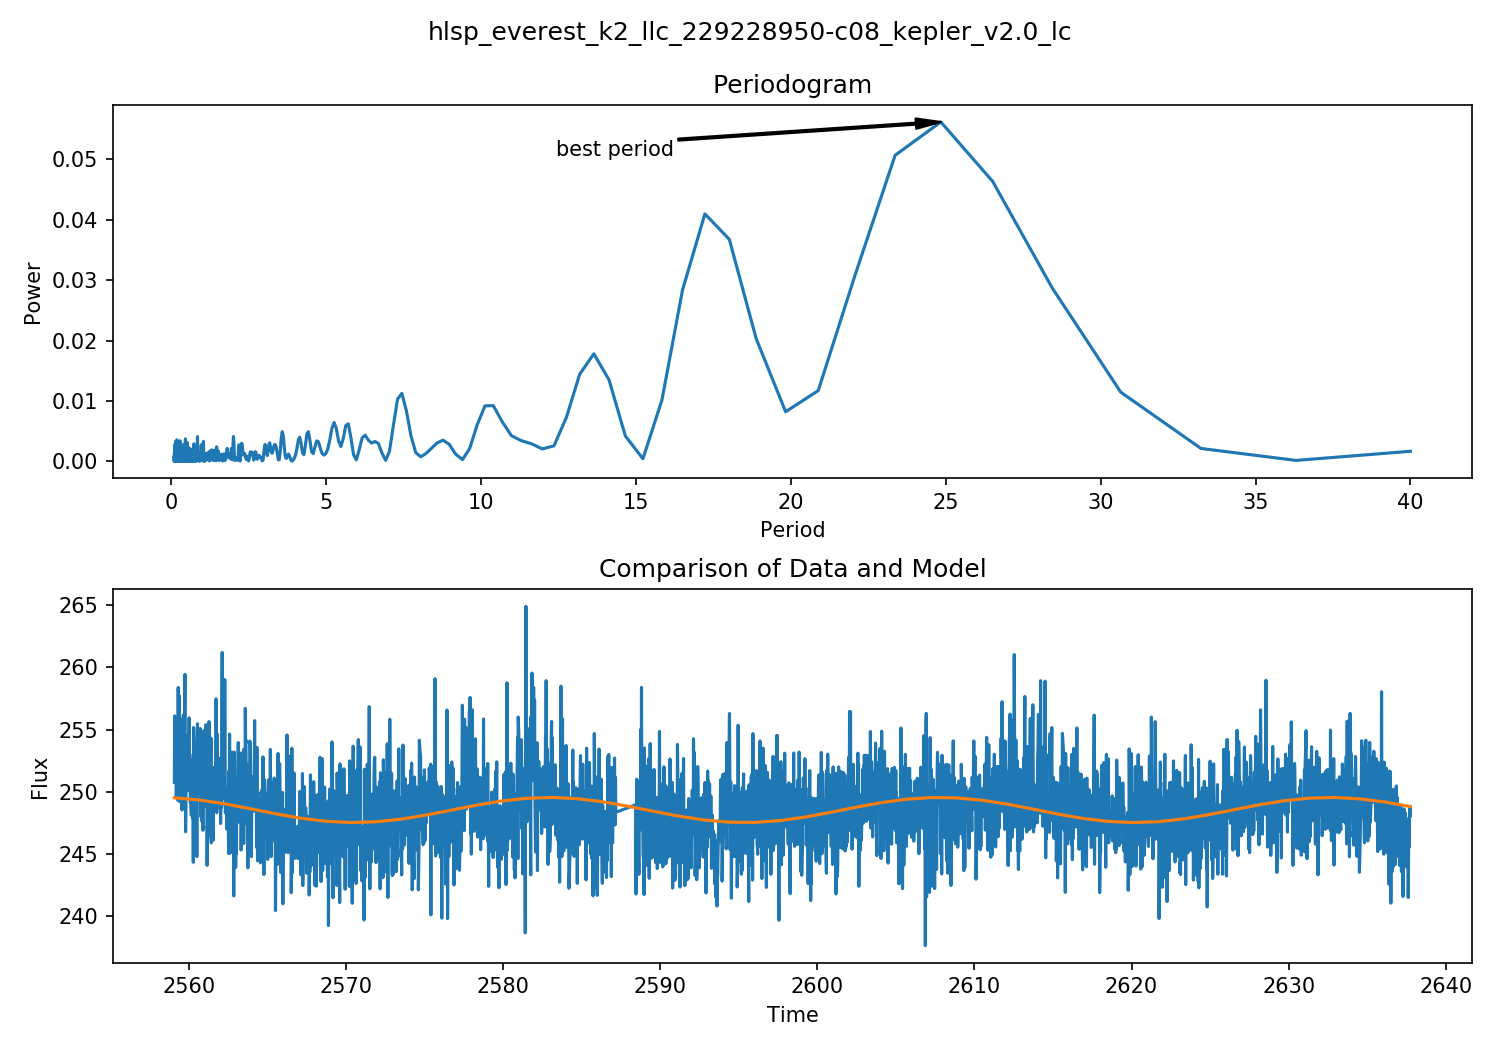 hlsp_everest_k2_llc_229228950-c08_kepler_v2.0_lc
Periodogram
best period
Power
0.05
0.04
0.03
0.02
0.01
0.00
0 5 10 15 20 25 30 35 40
Period
Comparison of Data and Model
Flux
265
260
255
250
245
240
2560 2570 2580 2590 2600 2610 2620 2630 2640
Time